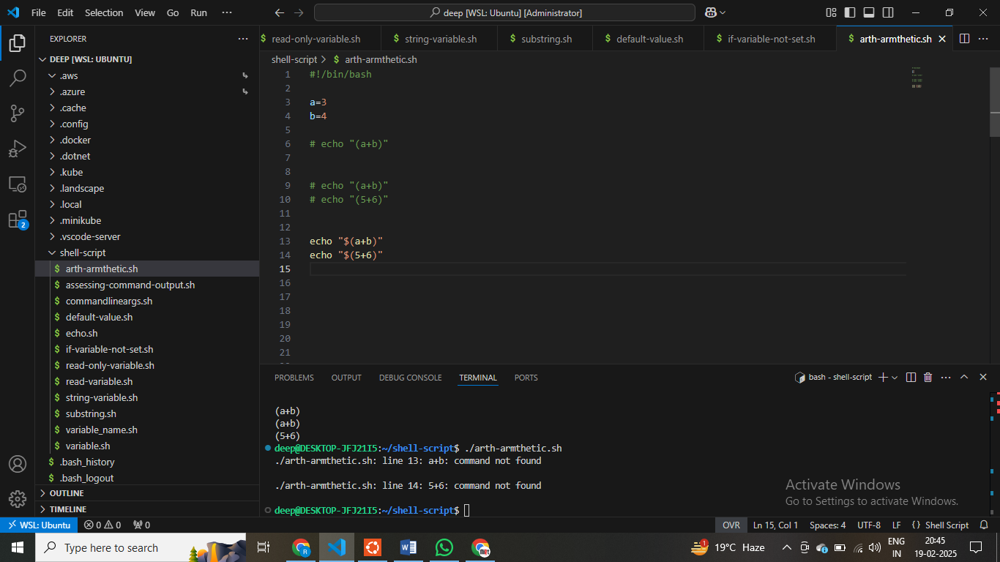 File Edit Selection View Go Run ···
deep [WSL: Ubuntu] [Administrator]
EXPLORER ···
DEEP [WSL: UBUNTU]
.aws
.azure
.cache
.config
.docker
.dotnet
.kube
.landscape
.local
.minikube
.vscode-server
shell-script
$ arth-armthetic.sh
$ assessing-command-output.sh
$ commandlineargs.sh
$ default-value.sh
$ echo.sh
$ if-variable-not-set.sh
$ read-only-variable.sh
$ read-variable.sh
$ string-variable.sh
$ substring.sh
$ variable_name.sh
$ variable.sh
$ .bash_history
$ .bash_logout
OUTLINE
TIMELINE
2
$ read-only-variable.sh $ string-variable.sh $ substring.sh $ default-value.sh $ if-variable-not-set.sh $ arth-armthetic.sh
shell-script > $ arth-armthetic.sh
1 #!/bin/bash
2
3 a=3
4 b=4
5
6 # echo "(a+b)"
7
8
9 # echo "(a+b)"
10 # echo "(5+6)"
11
12
13 echo "$(a+b)"
14 echo "$(5+6)"
15
16
17
18
19
20
21
PROBLEMS OUTPUT DEBUG CONSOLE TERMINAL PORTS
bash - shell-script
(a+b)
(a+b)
(5+6)
deep@DESKTOP-JFJ21I5:~/shell-script$ ./arth-armthetic.sh
./arth-armthetic.sh: line 13: a+b: command not found
./arth-armthetic.sh: line 14: 5+6: command not found
deep@DESKTOP-JFJ21I5:~/shell-script$
Activate Windows
Go to Settings to activate Windows.
WSL: Ubuntu 0 0 0 OVR Ln 15, Col 1 Spaces: 4 UTF-8 LF {} Shell Script
Type here to search
1
19°C Haze
ENG
IN
20:45
19-02-2025